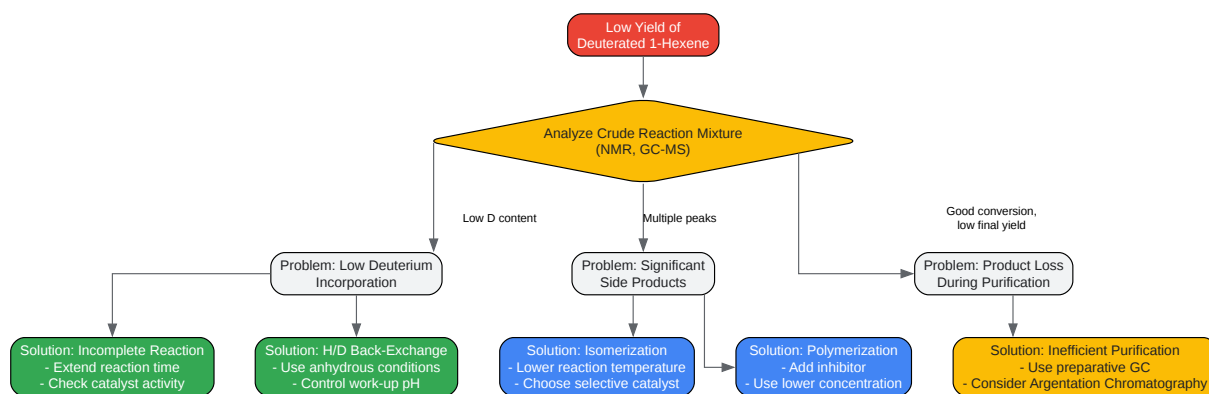 Low Yield of
Deuterated 1-Hexene
Analyze Crude Reaction Mixture
(NMR, GC-MS)
Low D content
Multiple peaks
Good conversion,
low final yield
Problem: Low Deuterium
Incorporation
Problem: Significant
Side Products
Problem: Product Loss
During Purification
Solution: Incomplete Reaction
- Extend reaction time
- Check catalyst activity
Solution: H/D Back-Exchange
- Use anhydrous conditions
- Control work-up pH
Solution: Isomerization
- Lower reaction temperature
- Choose selective catalyst
Solution: Polymerization
- Add inhibitor
- Use lower concentration
Solution: Inefficient Purification
- Use preparative GC
- Consider Argentation Chromatography